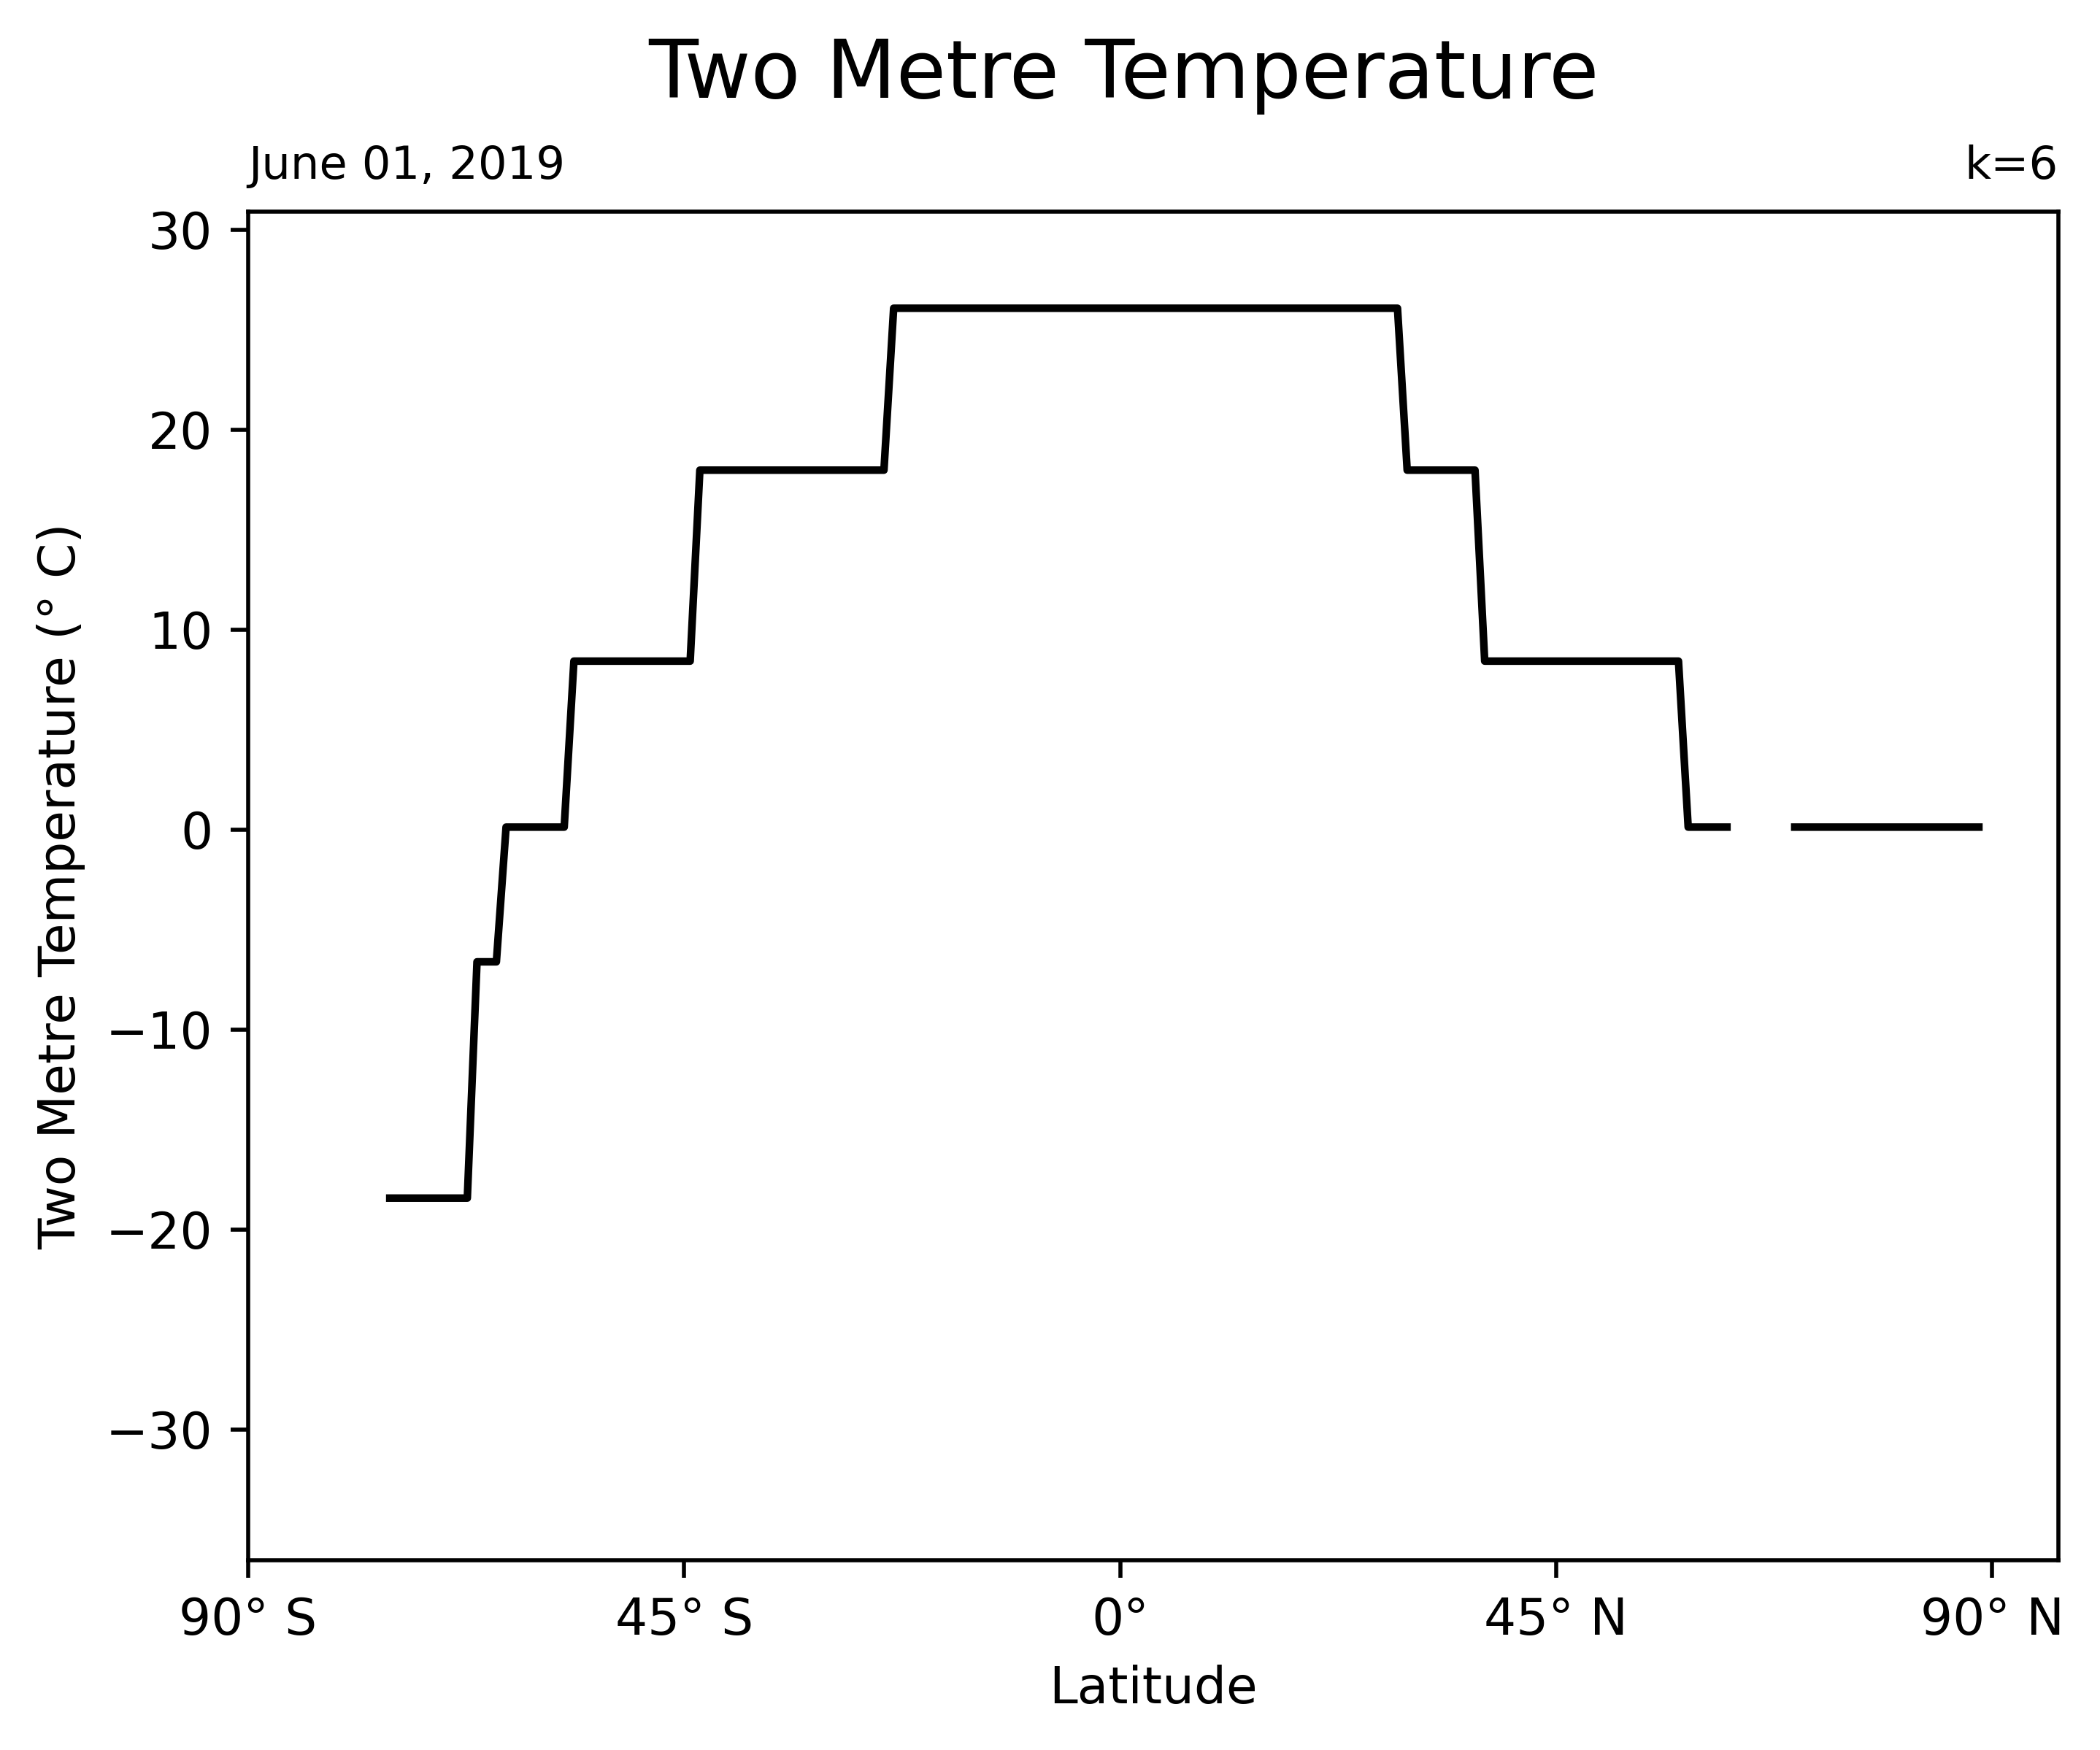 Two Metre Temperature
June 01, 2019
k=6
30
20
10
0
−10
−20
−30
Two Metre Temperature (° C)
90° S
45° S
0°
45° N
90° N
Latitude